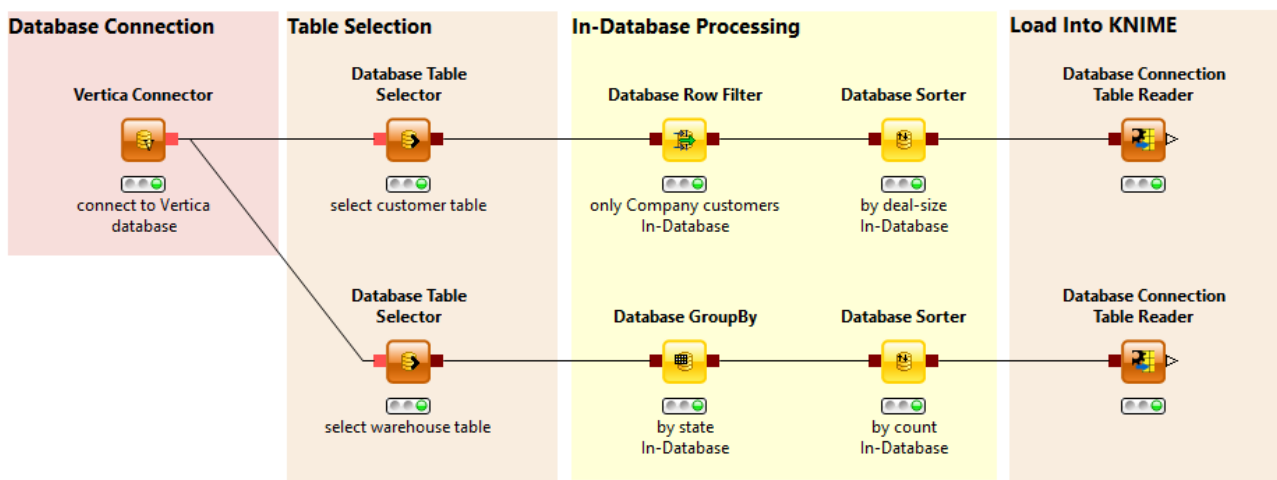 Database Connection
Table Selection
In-Database Processing
Load Into KNIME
Vertica Connector
connect to Vertica
database
Database Table
Selector
select customer table
Database Row Filter
only Company customers
In-Database
Database Sorter
by deal-size
In-Database
Database Connection
Table Reader
Database Table
Selector
select warehouse table
Database GroupBy
by state
In-Database
Database Sorter
by count
In-Database
Database Connection
Table Reader